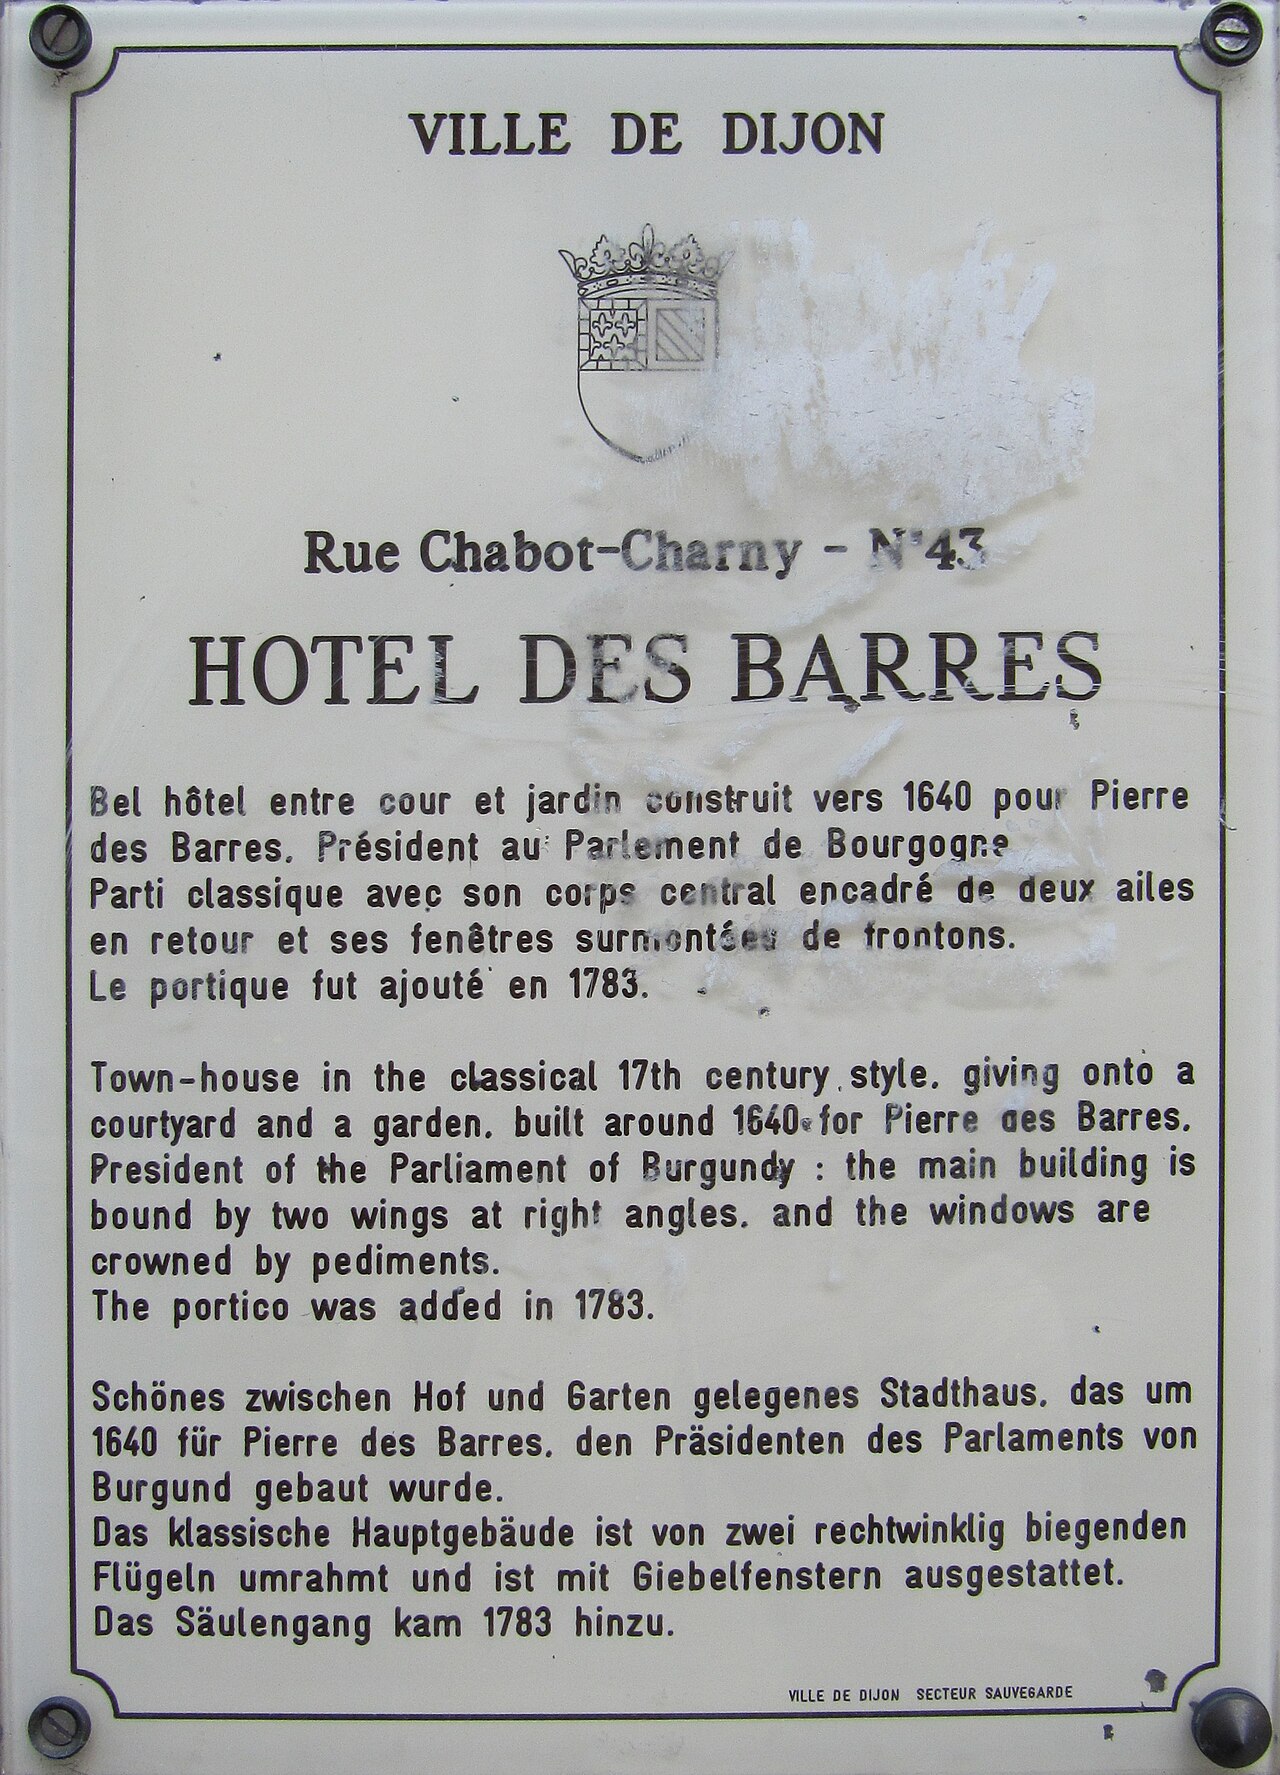 VILLE DE DIJON
Rue Chabot-Charny - N°43
HOTEL DES BARRES
Bel hôtel entre cour et jardin construit vers 1640 pour Pierre
des Barres, Président au Parlement de Bourgogne
Parti classique avec son corps central encadré de deux ailes
en retour et ses fenêtres surmontées de frontons.
Le portique fut ajouté en 1783.
Town-house in the classical 17th century style, giving onto a
courtyard and a garden, built around 1640 for Pierre des Barres,
President of the Parliament of Burgundy : the main building is
bound by two wings at right angles, and the windows are
crowned by pediments.
The portico was added in 1783.
Schönes zwischen Hof und Garten gelegenes Stadthaus, das um
1640 für Pierre des Barres, den Präsidenten des Parlaments von
Burgund gebaut wurde.
Das klassische Hauptgebäude ist von zwei rechtwinklig biegenden
Flügeln umrahmt und ist mit Giebelfenstern ausgestattet.
Das Säulengang kam 1783 hinzu.
VILLE DE DIJON SECTEUR SAUVEGARDE